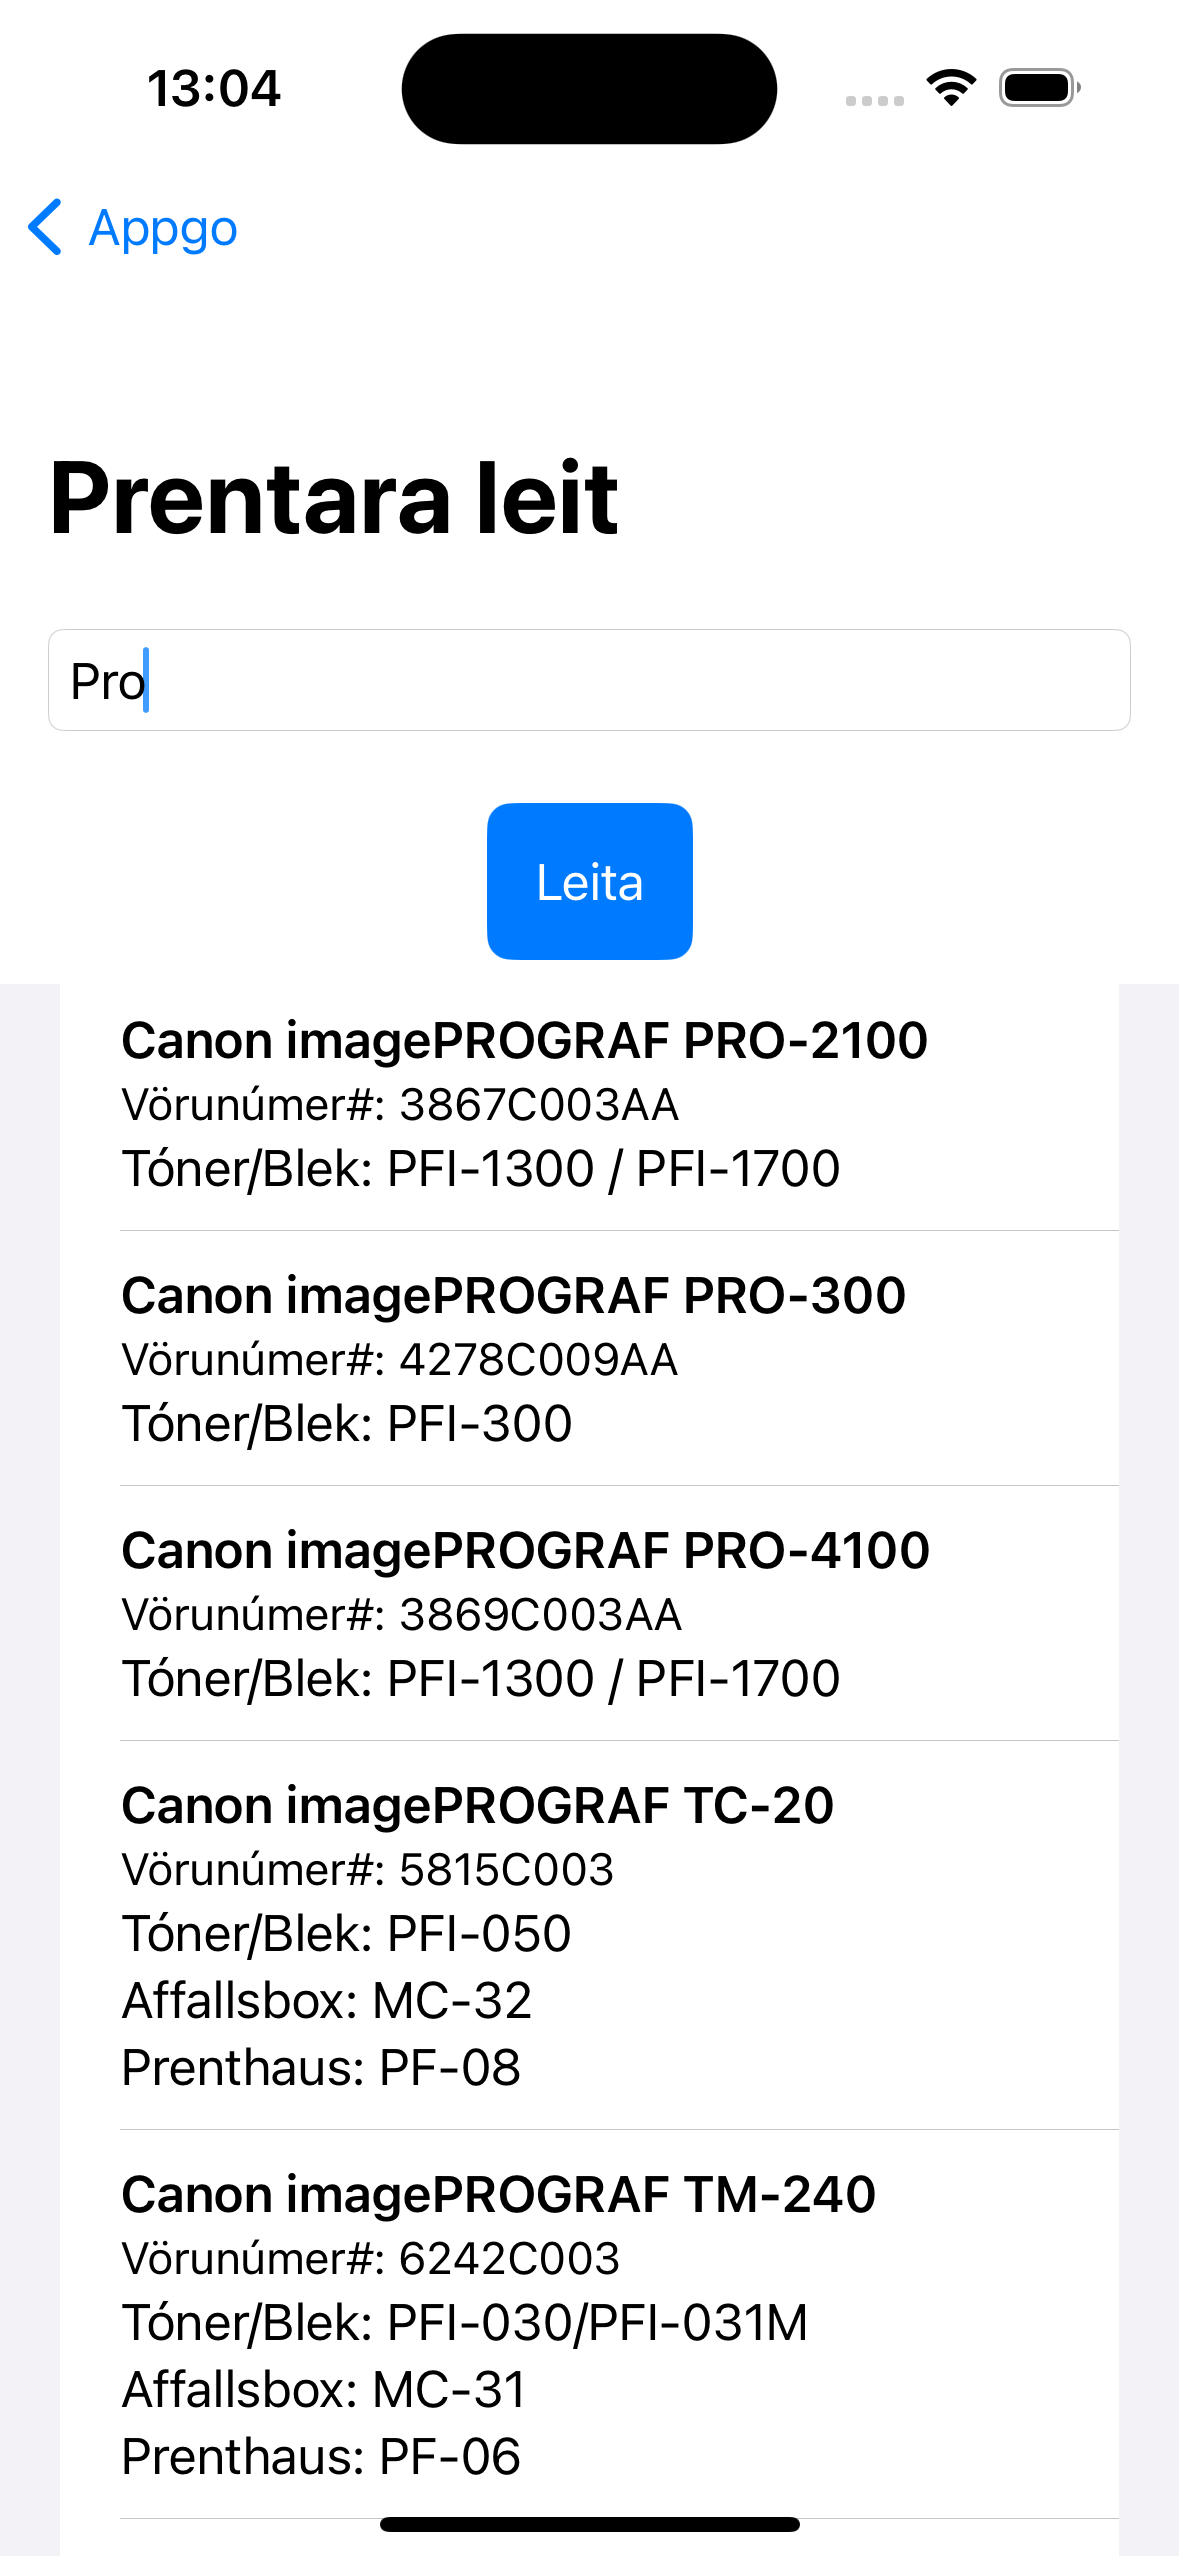 13:04
Appgo
Prentara leit
Pro
Leita
Canon imagePROGRAF PRO-2100
Vörunúmer#: 3867C003AA
Tóner/Blek: PFI-1300 / PFI-1700
Canon imagePROGRAF PRO-300
Vörunúmer#: 4278C009AA
Tóner/Blek: PFI-300
Canon imagePROGRAF PRO-4100
Vörunúmer#: 3869C003AA
Tóner/Blek: PFI-1300 / PFI-1700
Canon imagePROGRAF TC-20
Vörunúmer#: 5815C003
Tóner/Blek: PFI-050
Affallsbox: MC-32
Prenthaus: PF-08
Canon imagePROGRAF TM-240
Vörunúmer#: 6242C003
Tóner/Blek: PFI-030/PFI-031M
Affallsbox: MC-31
Prenthaus: PF-06